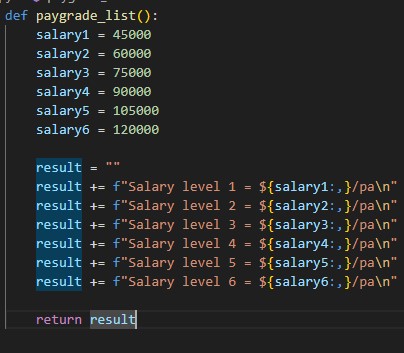 def paygrade_list():
    salary1 = 45000
    salary2 = 60000
    salary3 = 75000
    salary4 = 90000
    salary5 = 105000
    salary6 = 120000

    result = ""
    result += f"Salary level 1 = ${salary1:,}/pa\n"
    result += f"Salary level 2 = ${salary2:,}/pa\n"
    result += f"Salary level 3 = ${salary3:,}/pa\n"
    result += f"Salary level 4 = ${salary4:,}/pa\n"
    result += f"Salary level 5 = ${salary5:,}/pa\n"
    result += f"Salary level 6 = ${salary6:,}/pa\n"

    return result